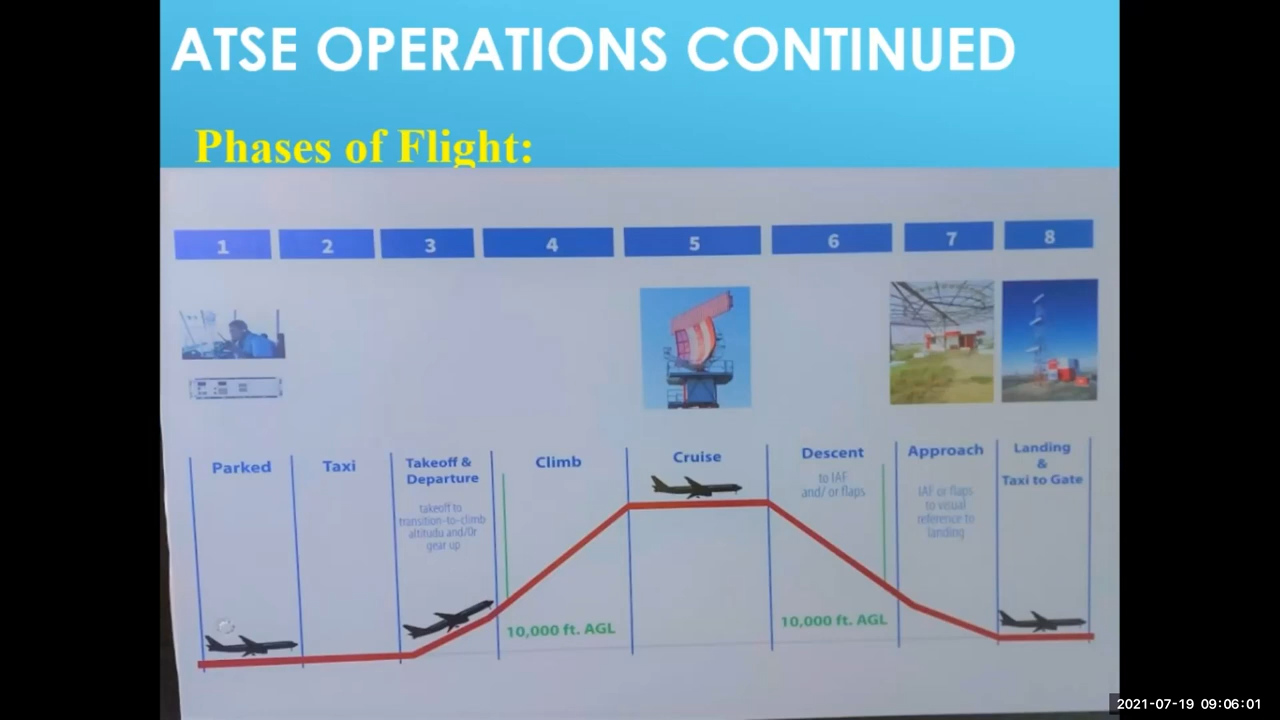 ATSE OPERATIONS CONTINUED
Phases of Flight:
1 2 3 4 5 6 7 8
Parked
Taxi
Takeoff &
Departure
takeoff to
transition-to-climb
altitudu and/0r
gear up
Climb
10,000 ft. AGL
Cruise
Descent
to IAF
and/ or flaps
10,000 ft. AGL
Approach
IAF or flaps
to visual
reference to
landing
Landing
&
Taxi to Gate
2021-07-19 09:06:01